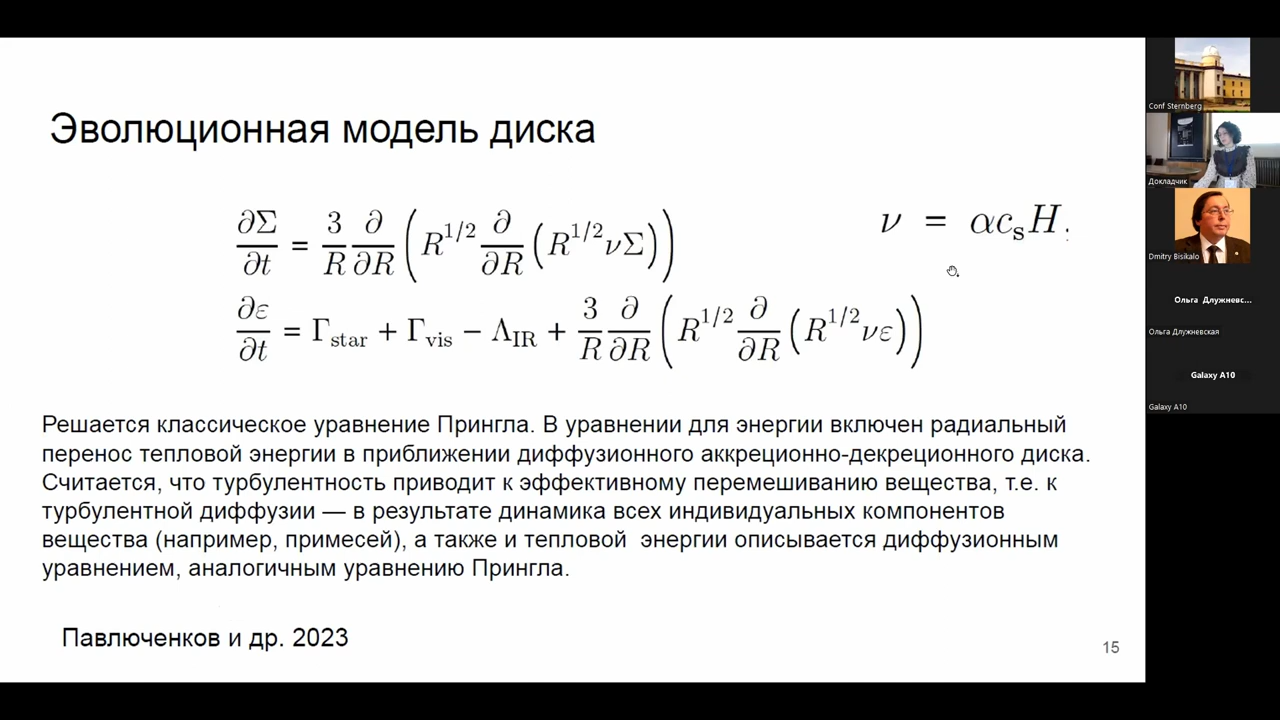 Эволюционная модель диска
∂Σ/∂t = 3/R ∂/∂R (R^{1/2} ∂/∂R (R^{1/2} νΣ))
ν = αc_s H.
∂ε/∂t = Γ_star + Γ_vis − Λ_IR + 3/R ∂/∂R (R^{1/2} ∂/∂R (R^{1/2} νε))
Решается классическое уравнение Прингла. В уравнении для энергии включен радиальный
перенос тепловой энергии в приближении диффузионного аккреционно-декреционного диска.
Считается, что турбулентность приводит к эффективному перемешиванию вещества, т.е. к
турбулентной диффузии — в результате динамика всех индивидуальных компонентов
вещества (например, примесей), а также и тепловой энергии описывается диффузионным
уравнением, аналогичным уравнению Прингла.
Павлюченков и др. 2023
15
Conf Sternberg
Докладчик
Dmitry Bisikalo
Ольга Длужневс...
Ольга Длужневская
Galaxy A10
Galaxy A10